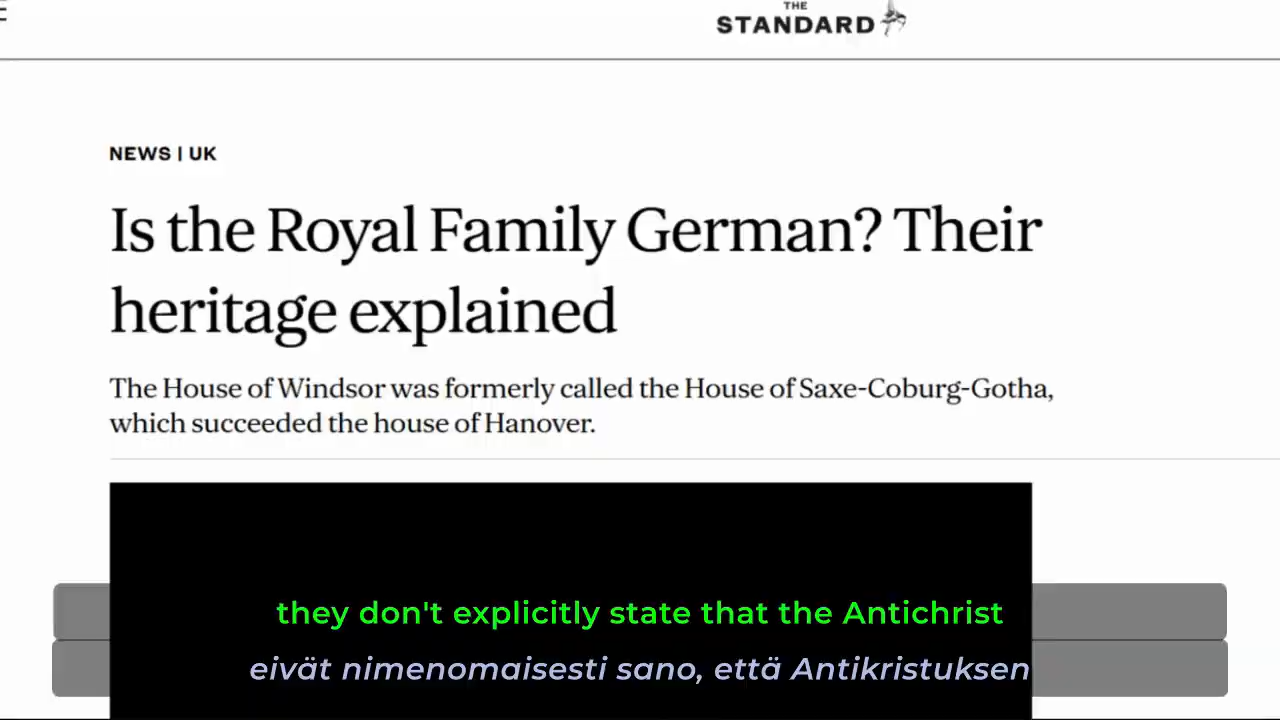 THE
STANDARD
NEWS | UK
Is the Royal Family German? Their
heritage explained
The House of Windsor was formerly called the House of Saxe-Coburg-Gotha,
which succeeded the house of Hanover.
they don't explicitly state that the Antichrist
eivät nimenomaisesti sano, että Antikristuksen